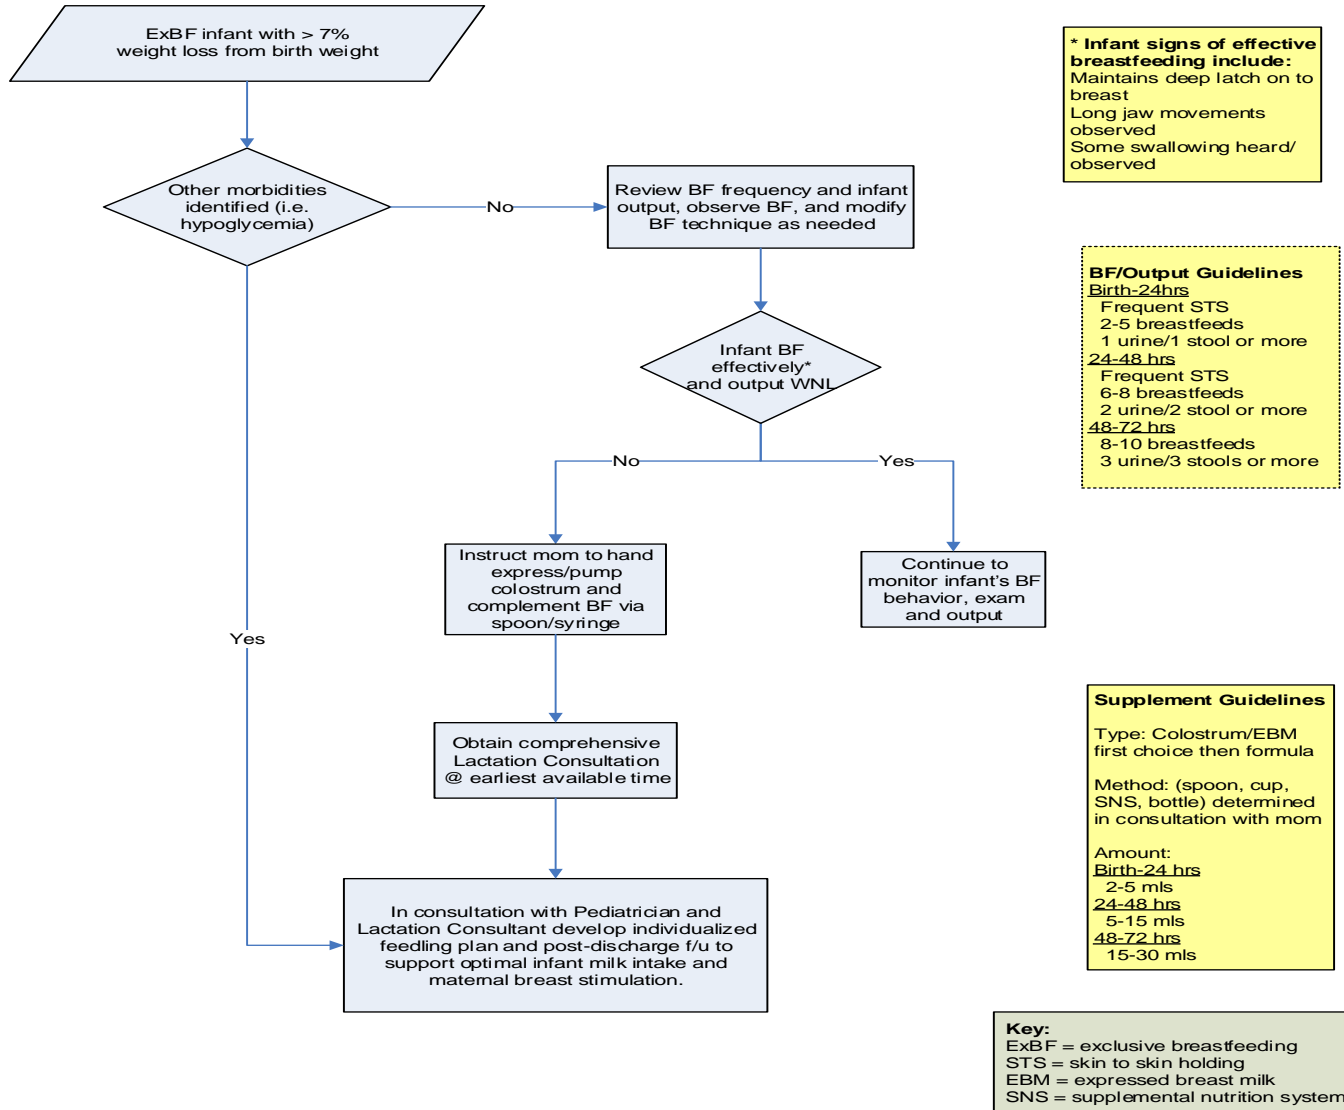 ExBF infant with > 7%
weight loss from birth weight
Other morbidities
identified (i.e.
hypoglycemia)
No
Review BF frequency and infant
output, observe BF, and modify
BF technique as needed
Infant BF
effectively*
and output WNL
No
Yes
Instruct mom to hand
express/pump
colostrum and
complement BF via
spoon/syringe
Continue to
monitor infant's BF
behavior, exam
and output
Yes
Obtain comprehensive
Lactation Consultation
@ earliest available time
In consultation with Pediatrician and
Lactation Consultant develop individualized
feedling plan and post-discharge f/u to
support optimal infant milk intake and
maternal breast stimulation.
* Infant signs of effective
breastfeeding include:
Maintains deep latch on to
breast
Long jaw movements
observed
Some swallowing heard/
observed
BF/Output Guidelines
Birth-24hrs
Frequent STS
2-5 breastfeeds
1 urine/1 stool or more
24-48 hrs
Frequent STS
6-8 breastfeeds
2 urine/2 stool or more
48-72 hrs
8-10 breastfeeds
3 urine/3 stools or more
Supplement Guidelines
Type: Colostrum/EBM
first choice then formula
Method: (spoon, cup,
SNS, bottle) determined
in consultation with mom
Amount:
Birth-24 hrs
2-5 mls
24-48 hrs
5-15 mls
48-72 hrs
15-30 mls
Key:
ExBF = exclusive breastfeeding
STS = skin to skin holding
EBM = expressed breast milk
SNS = supplemental nutrition system